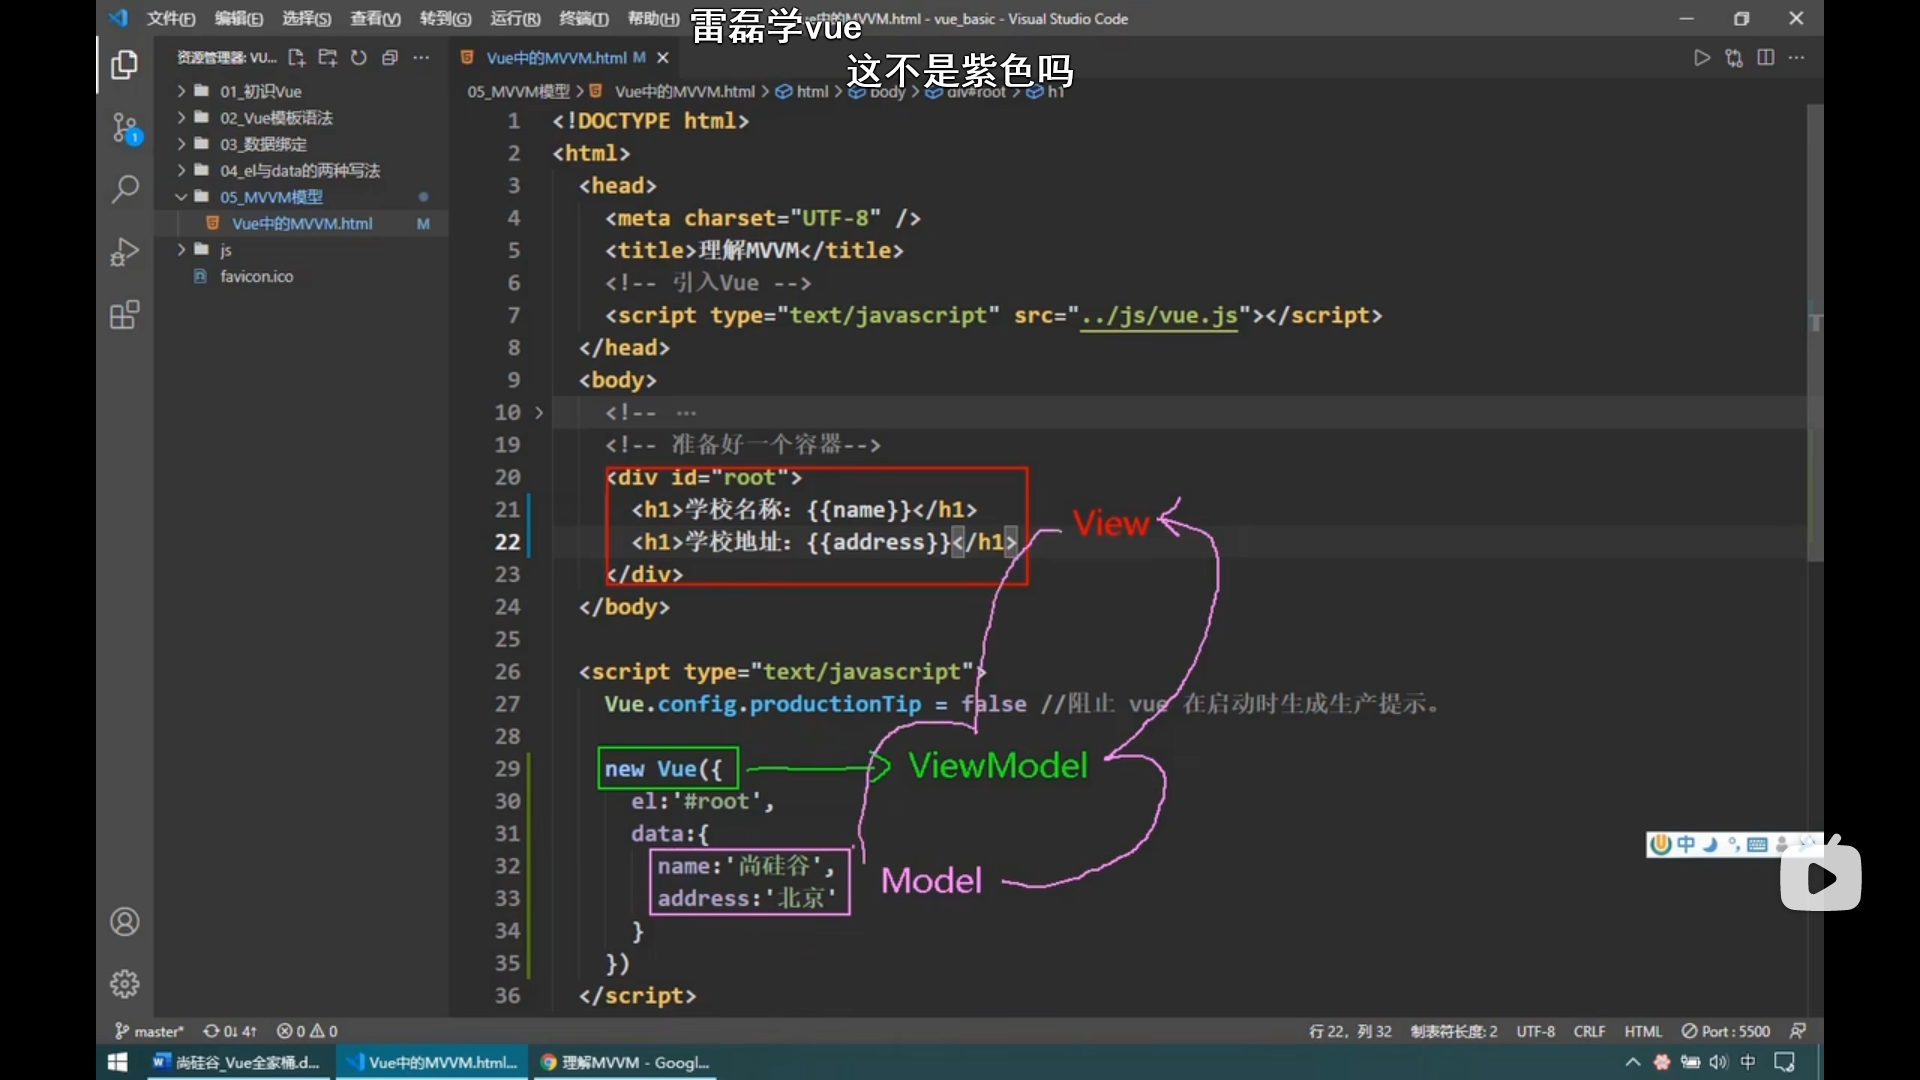 文件(F) 编辑(E) 选择(S) 查看(V) 转到(G) 运行(R) 终端(T) 帮助(H) 中的MVVM.html - vue_basic - Visual Studio Code
雷磊学vue
这不是紫色吗
资源管理器: VU...
Vue中的MVVM.html M
05_MVVM模型 > Vue中的MVVM.html > html > body > div#root > h1
01_初识Vue
02_Vue模板语法
03_数据绑定
04_el与data的两种写法
05_MVVM模型
Vue中的MVVM.html M
js
favicon.ico
1
1 <!DOCTYPE html>
2 <html>
3 <head>
4 <meta charset="UTF-8" />
5 <title>理解MVVM</title>
6 <!-- 引入Vue -->
7 <script type="text/javascript" src="../js/vue.js"></script>
8 </head>
9 <body>
10 <!-- ...
19 <!-- 准备好一个容器-->
20 <div id="root">
21 <h1>学校名称：{{name}}</h1>
22 <h1>学校地址：{{address}}</h1>
23 </div>
24 </body>
25
26 <script type="text/javascript">
27 Vue.config.productionTip = false //阻止 vue 在启动时生成生产提示。
28
29 new Vue({
30 el:'#root',
31 data:{
32 name:'尚硅谷',
33 address:'北京'
34 }
35 })
36 </script>
View
ViewModel
Model
中
master* 0↓ 4↑ 0 0
行 22，列 32 制表符长度: 2 UTF-8 CRLF HTML Port : 5500
尚硅谷_Vue全家桶.d... Vue中的MVVM.html... 理解MVVM - Googl... 中